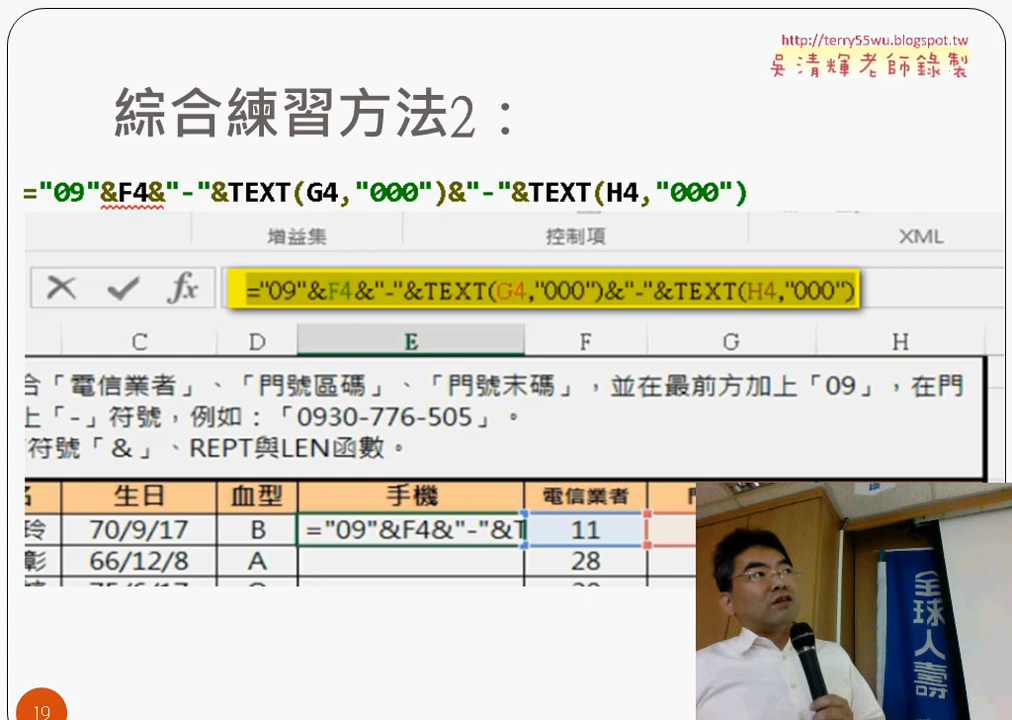 http://terry55wu.blogspot.tw
吳清輝老師錄製
綜合練習方法2：
="09"&F4&"-"&TEXT(G4,"000")&"-"&TEXT(H4,"000")
增益集 控制項 XML
fx ="09"&F4&"-"&TEXT(G4,"000")&"-"&TEXT(H4,"000")
C D E F G H
合「電信業者」、「門號區碼」、「門號末碼」，並在最前方加上「09」，在門
上「-」符號，例如：「0930-776-505」。
符號「&」、REPT與LEN函數。
名 生日 血型 手機 電信業者
玲 70/9/17 B ="09"&F4&"-"&T 11
彰 66/12/8 A 28
全球人壽
19